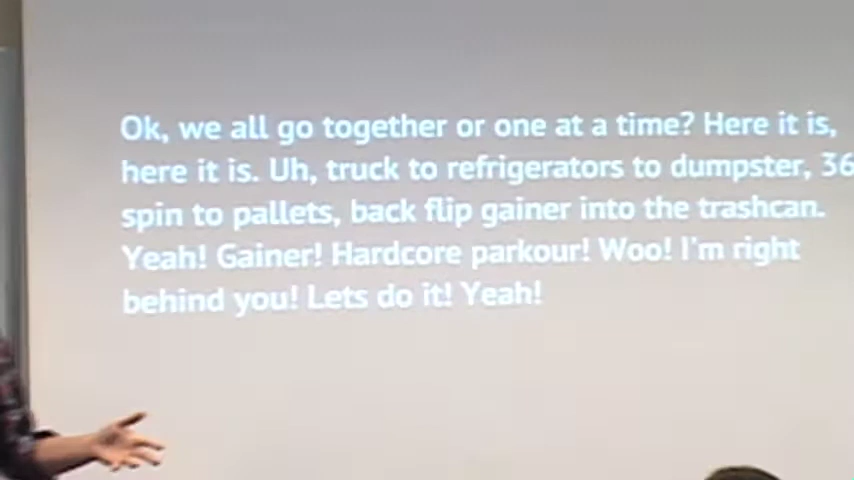 Ok, we all go together or one at a time? Here it is,
here it is. Uh, truck to refrigerators to dumpster, 36
spin to pallets, back flip gainer into the trashcan.
Yeah! Gainer! Hardcore parkour! Woo! I'm right
behind you! Lets do it! Yeah!